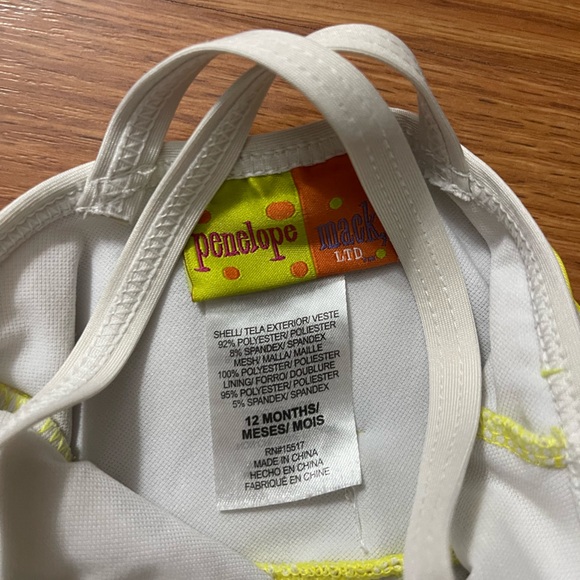 penelope mack
LTD
SHELL/ TELA EXTERIOR/ VESTE
92% POLYESTER/ POLIESTER
8% SPANDEX/ SPANDEX
MESH/ MALLA/ MAILLE
100% POLYESTER/ POLIESTER
LINING/ FORRO/ DOUBLURE
95% POLYESTER/ POLIESTER
5% SPANDEX/ SPANDEX
12 MONTHS/
MESES/ MOIS
RN#15517
MADE IN CHINA
HECHO EN CHINA
FABRIQUÉ EN CHINE